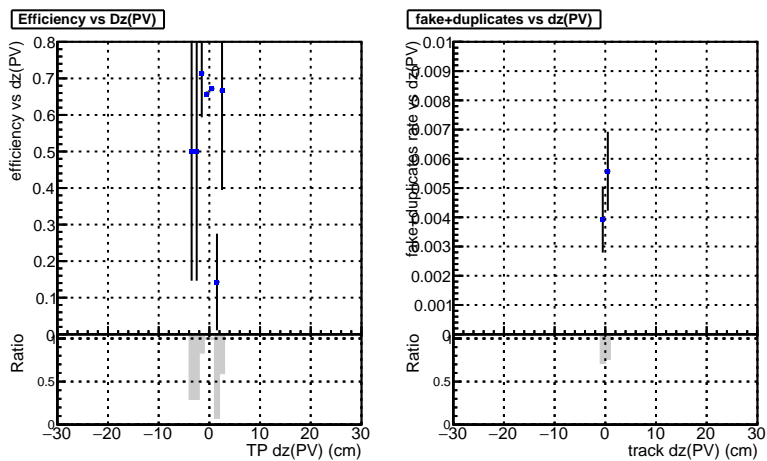 Efficiency vs Dz(PV)
efficiency vs dz(PV)
0.8
0.7
0.6
0.5
0.4
0.3
0.2
0.1
0
Ratio
1
0.5
0
−30 −20 −10 0 10 20 30
TP dz(PV) (cm)
fake+duplicates vs dz(PV)
fake+duplicates rate vs dz(PV)
0.01
0.009
0.008
0.007
0.006
0.005
0.004
0.003
0.002
0.001
0
Ratio
1
0.5
0
−30 −20 −10 0 10 20 30
track dz(PV) (cm)